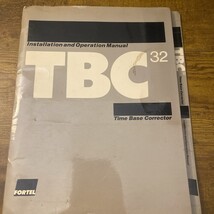 Installation and Operation Manual
TBC 32
Time Base Corrector
FORTEL